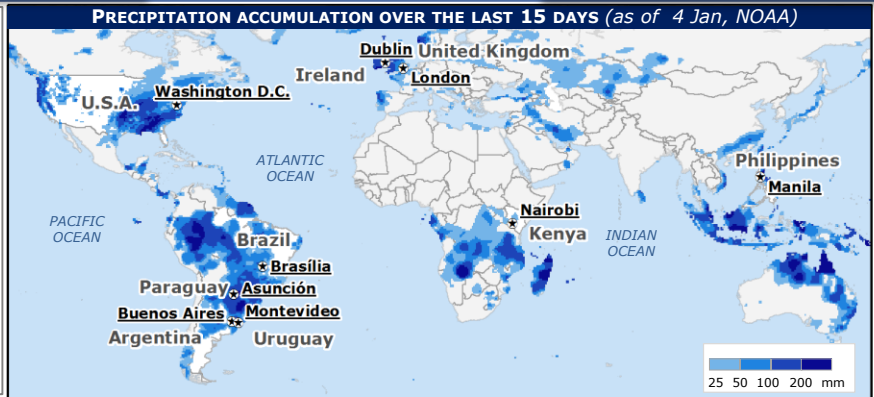 PRECIPITATION ACCUMULATION OVER THE LAST 15 DAYS (as of 4 Jan, NOAA)
Dublin United Kingdom
Ireland
London
U.S.A.
Washington D.C.
ATLANTIC
OCEAN
Philippines
Manila
Nairobi
Kenya
PACIFIC
OCEAN
INDIAN
OCEAN
Brazil
Brasília
Paraguay Asunción
Buenos Aires Montevideo
Argentina Uruguay
25 50 100 200 mm